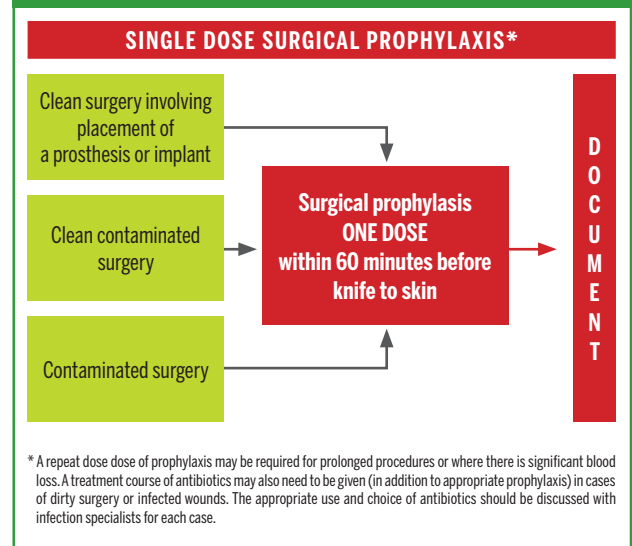 SINGLE DOSE SURGICAL PROPHYLAXIS*
Clean surgery involving
placement of
a prosthesis or implant
Clean contaminated
surgery
Contaminated surgery
Surgical prophylasis
ONE DOSE
within 60 minutes before
knife to skin
D
O
C
U
M
E
N
T
* A repeat dose dose of prophylaxis may be required for prolonged procedures or where there is significant blood
loss. A treatment course of antibiotics may also need to be given (in addition to appropriate prophylaxis) in cases
of dirty surgery or infected wounds. The appropriate use and choice of antibiotics should be discussed with
infection specialists for each case.